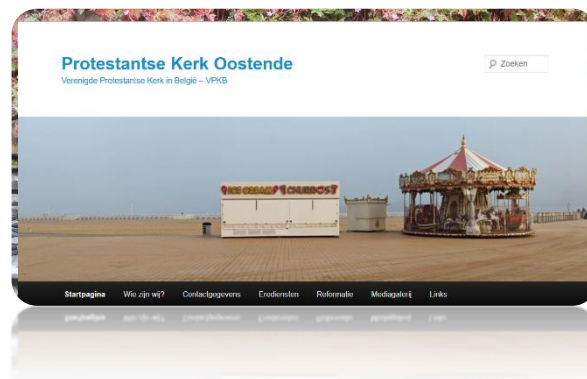 Protestantse Kerk Oostende
Verenigde Protestantse Kerk in België – VPKB
Zoeken
ICE CREAM CHURROS
Startpagina Wie zijn wij? Contactgegevens Erediensten Reformatie Mediagalerij Links